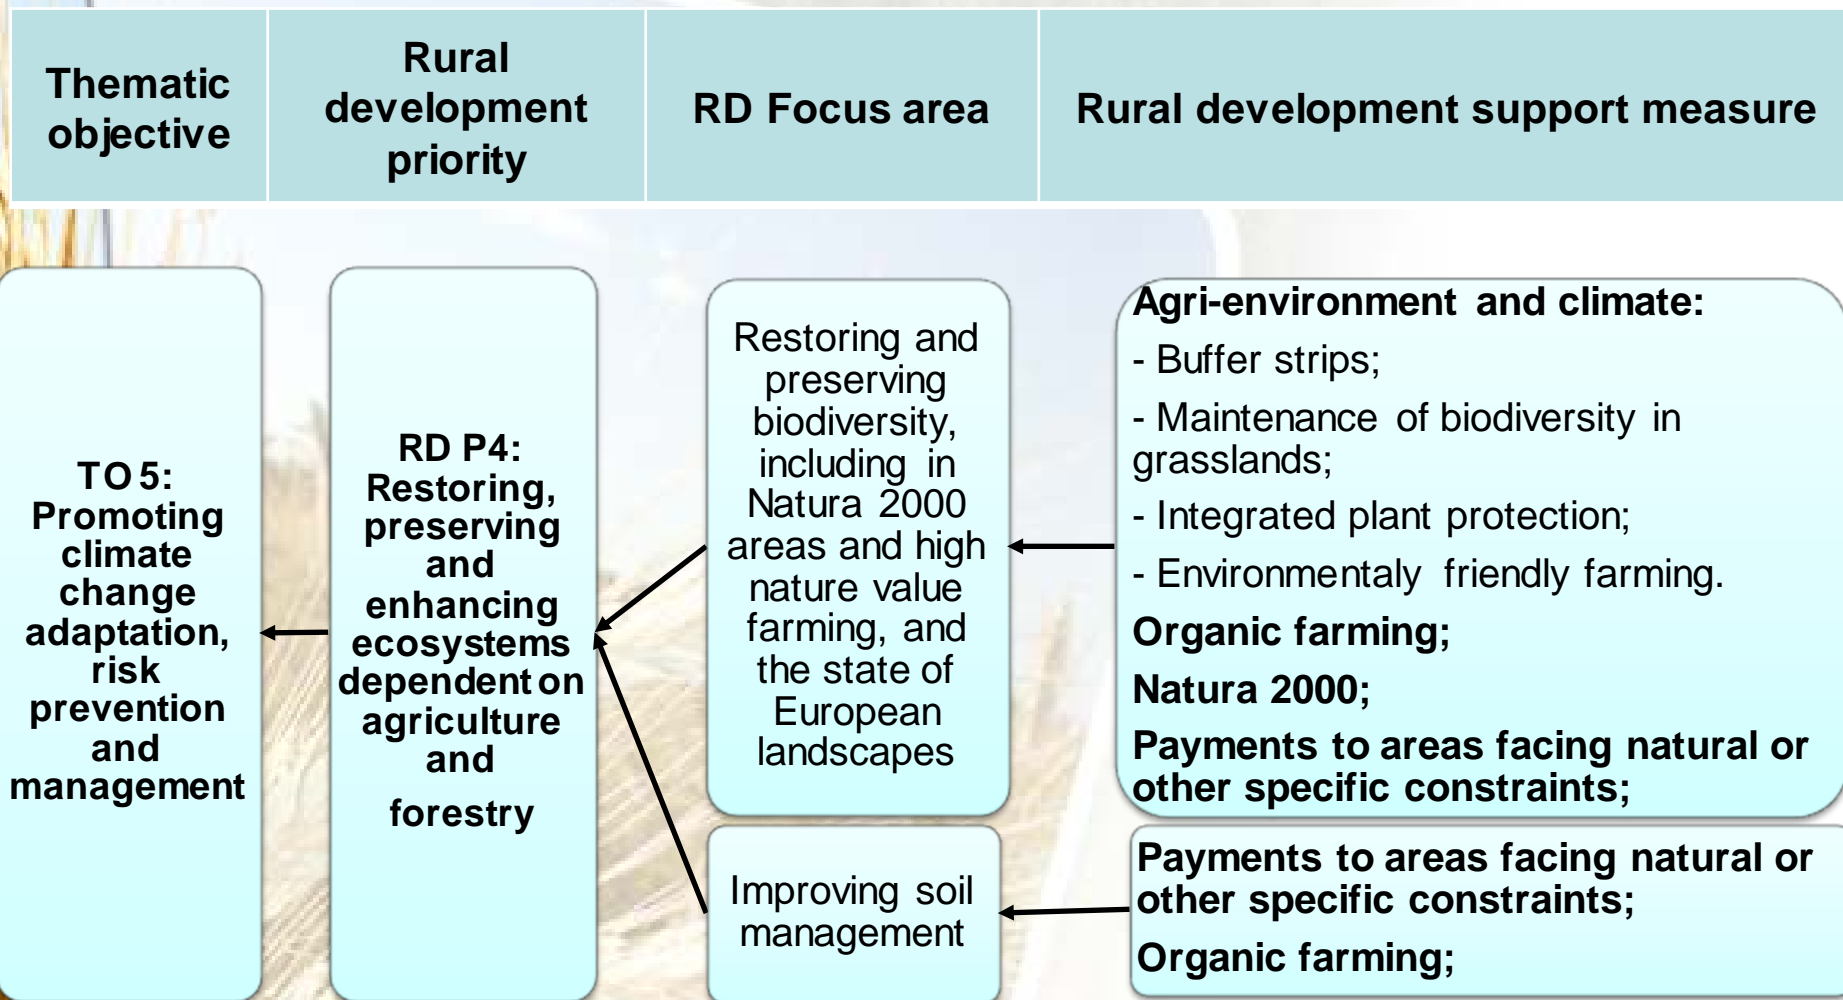 Thematic
objective
Rural
development
priority
RD Focus area
Rural development support measure
TO 5:
Promoting
climate
change
adaptation,
risk
prevention
and
management
RD P4:
Restoring,
preserving
and
enhancing
ecosystems
dependent on
agriculture
and
forestry
Restoring and
preserving
biodiversity,
including in
Natura 2000
areas and high
nature value
farming, and
the state of
European
landscapes
Agri-environment and climate:
- Buffer strips;
- Maintenance of biodiversity in
grasslands;
- Integrated plant protection;
- Environmentaly friendly farming.
Organic farming;
Natura 2000;
Payments to areas facing natural or
other specific constraints;
Improving soil
management
Payments to areas facing natural or
other specific constraints;
Organic farming;